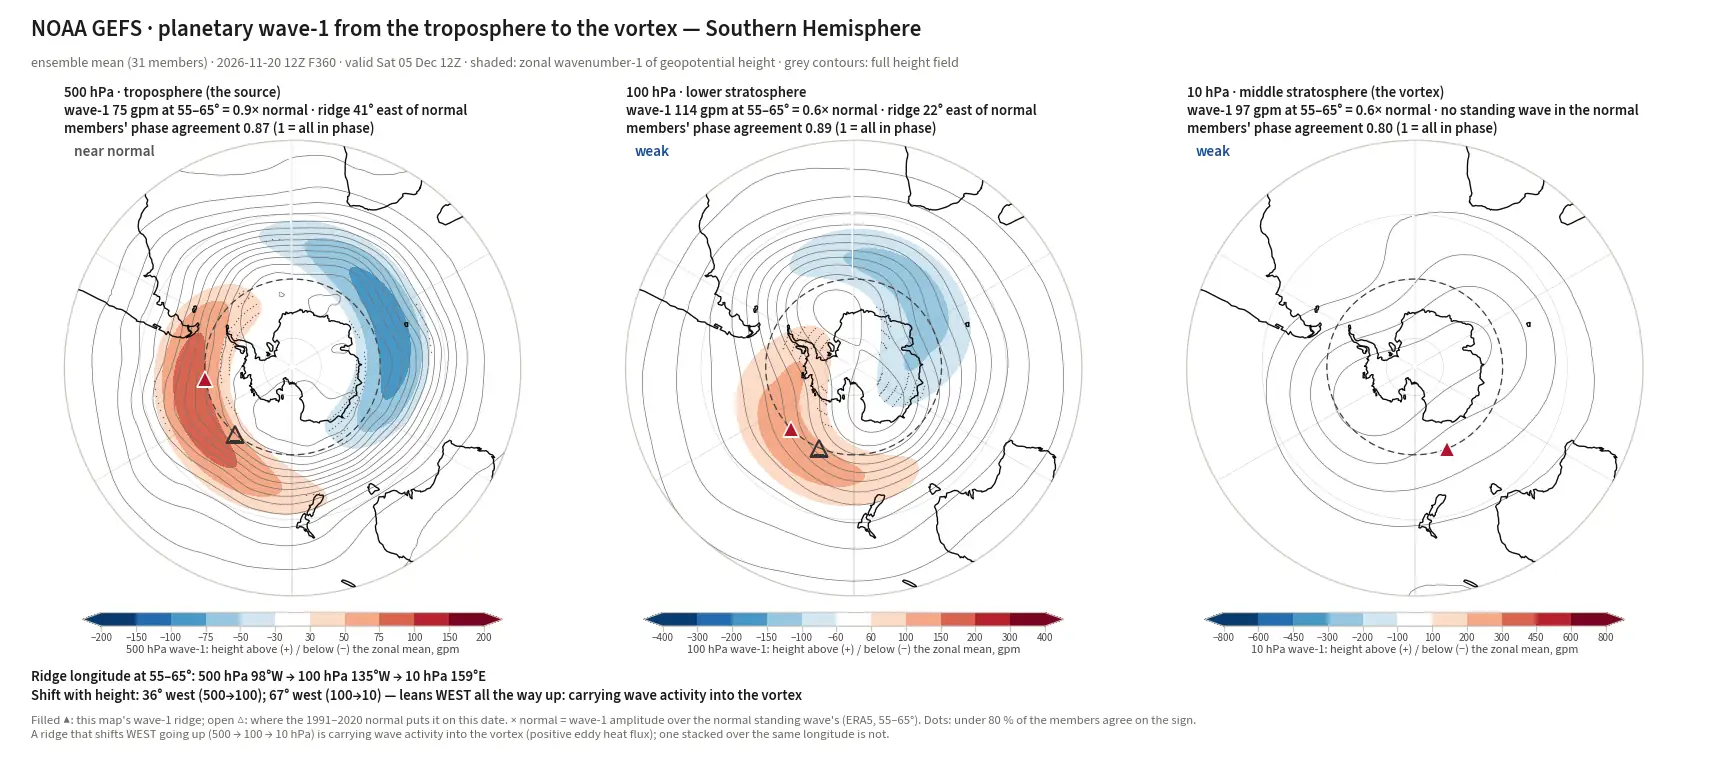 NOAA GEFS · planetary wave-1 from the troposphere to the vortex — Southern Hemisphere
ensemble mean (31 members) · 2026-11-20 12Z F360 · valid Sat 05 Dec 12Z · shaded: zonal wavenumber-1 of geopotential height · grey contours: full height field
500 hPa · troposphere (the source)
wave-1 75 gpm at 55–65° = 0.9× normal · ridge 41° east of normal
members' phase agreement 0.87 (1 = all in phase)
near normal
100 hPa · lower stratosphere
wave-1 114 gpm at 55–65° = 0.6× normal · ridge 22° east of normal
members' phase agreement 0.89 (1 = all in phase)
weak
10 hPa · middle stratosphere (the vortex)
wave-1 97 gpm at 55–65° = 0.6× normal · no standing wave in the normal
members' phase agreement 0.80 (1 = all in phase)
weak
−200 −150 −100 −75 −50 −30 30 50 75 100 150 200
500 hPa wave-1: height above (+) / below (−) the zonal mean, gpm
−400 −300 −200 −150 −100 −60 60 100 150 200 300 400
100 hPa wave-1: height above (+) / below (−) the zonal mean, gpm
−800 −600 −450 −300 −200 −100 100 200 300 450 600 800
10 hPa wave-1: height above (+) / below (−) the zonal mean, gpm
Ridge longitude at 55–65°: 500 hPa 98°W → 100 hPa 135°W → 10 hPa 159°E
Shift with height: 36° west (500→100); 67° west (100→10) — leans WEST all the way up: carrying wave activity into the vortex
Filled ▲: this map's wave-1 ridge; open △: where the 1991–2020 normal puts it on this date. × normal = wave-1 amplitude over the normal standing wave's (ERA5, 55–65°). Dots: under 80 % of the members agree on the sign.
A ridge that shifts WEST going up (500 → 100 → 10 hPa) is carrying wave activity into the vortex (positive eddy heat flux); one stacked over the same longitude is not.